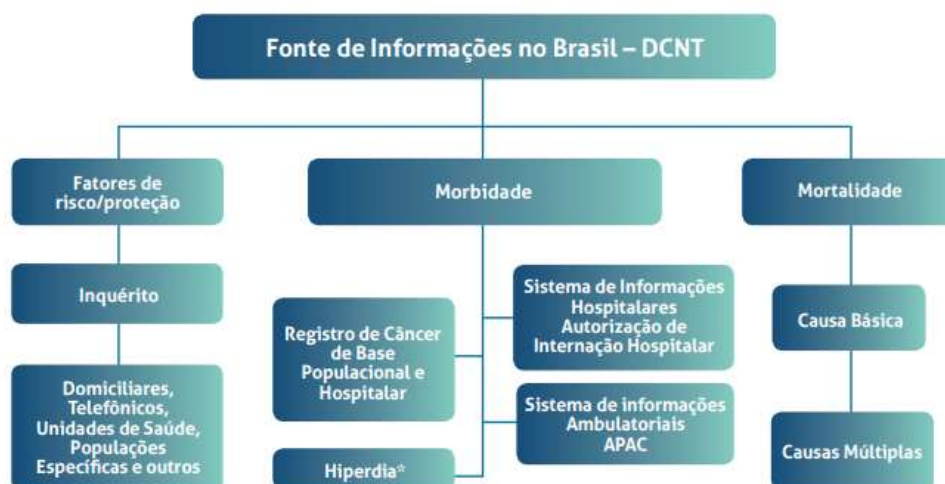 Fonte de Informações no Brasil – DCNT
Fatores de
risco/proteção
Morbidade
Mortalidade
Inquérito
Domiciliares,
Telefônicos,
Unidades de Saúde,
Populações
Específicas e outros
Registro de Câncer
de Base
Populacional e
Hospitalar
Hiperdia*
Sistema de Informações
Hospitalares
Autorização de
Internação Hospitalar
Sistema de informações
Ambulatoriais
APAC
Causa Básica
Causas Múltiplas